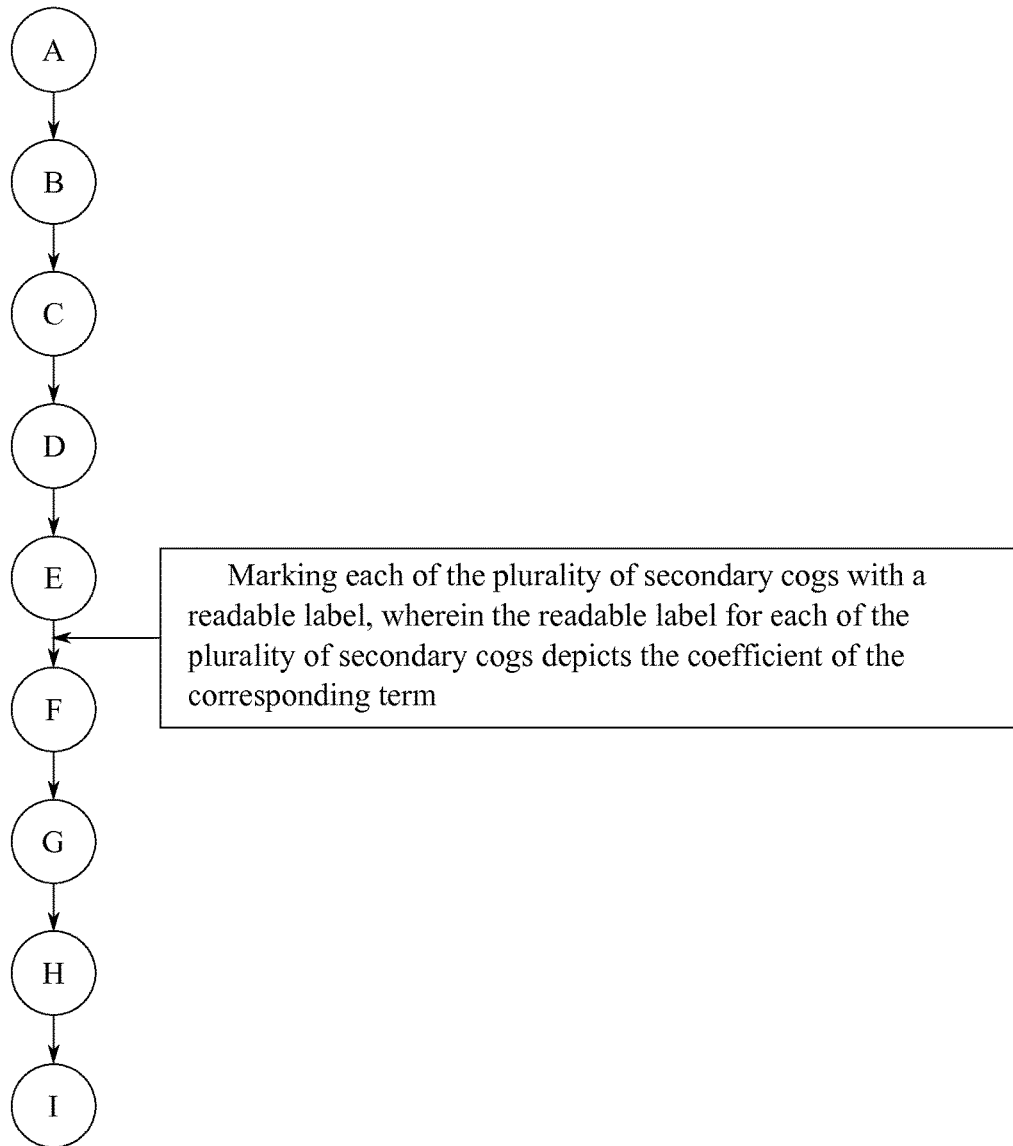 A
B
C
D
E
Marking each of the plurality of secondary cogs with a
readable label, wherein the readable label for each of the
plurality of secondary cogs depicts the coefficient of the
corresponding term
F
G
H
I